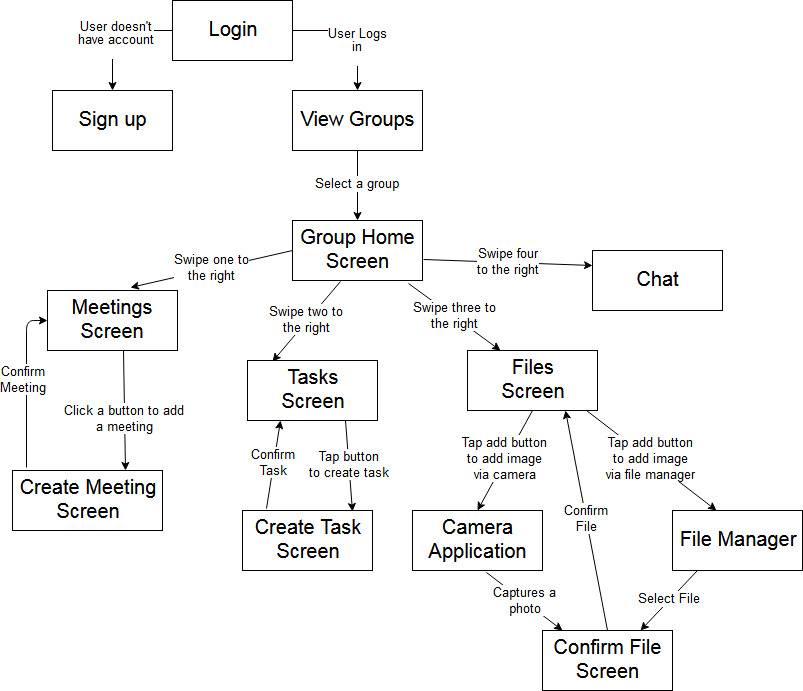 Login
User doesn't
have account
User Logs
in
Sign up
View Groups
Select a group
Group Home
Screen
Swipe one to
the right
Swipe four
to the right
Chat
Meetings
Screen
Swipe two to
the right
Swipe three to
the right
Confirm
Meeting
Click a button to add
a meeting
Tasks
Screen
Files
Screen
Confirm
Task
Tap button
to create task
Tap add button
to add image
via camera
Tap add button
to add image
via file manager
Create Meeting
Screen
Create Task
Screen
Camera
Application
Confirm
File
File Manager
Captures a
photo
Select File
Confirm File
Screen